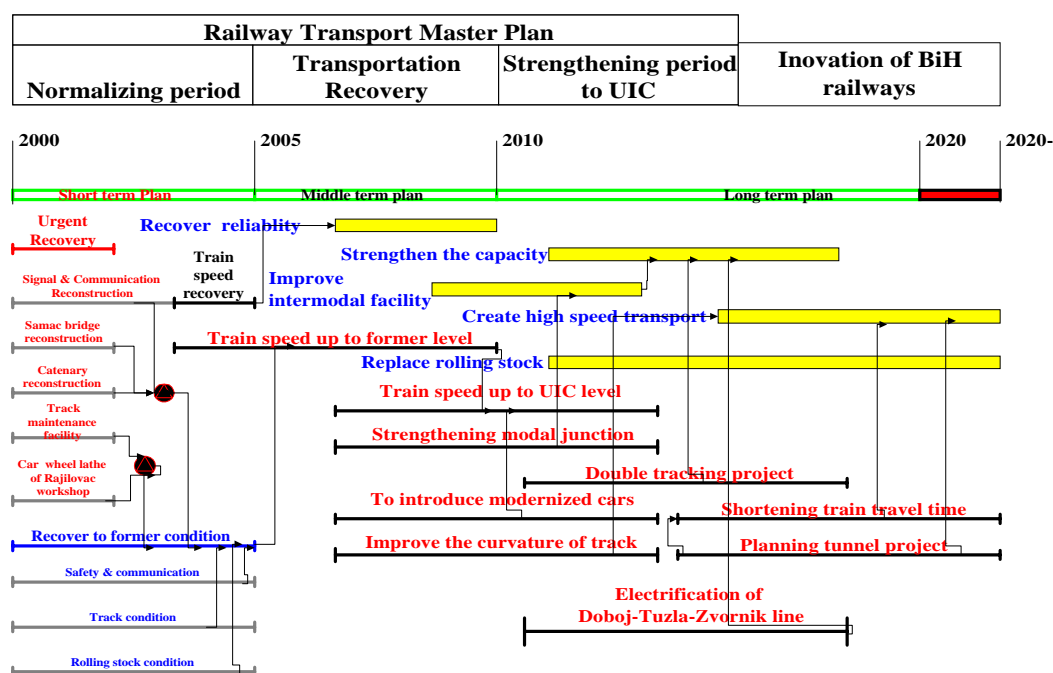 Railway Transport Master Plan
Normalizing period
Transportation
Recovery
Strengthening period
to UIC
Inovation of BiH
railways
2000
2005
2010
2020
2020-
Short term Plan
Middle term plan
Long term plan
Urgent
Recovery
Recover reliablity
Train
speed
recovery
Strengthen the capacity
Signal & Communication
Reconstruction
Improve
intermodal facility
Create high speed transport
Samac bridge
reconstruction
Train speed up to former level
Replace rolling stock
Catenary
reconstruction
Train speed up to UIC level
Track
maintenance
facility
Strengthening modal junction
Car wheel lathe
of Rajilovac
workshop
Double tracking project
To introduce modernized cars
Shortening train travel time
Recover to former condition
Improve the curvature of track
Planning tunnel project
Safety & communication
Electrification of
Doboj-Tuzla-Zvornik line
Track condition
Rolling stock condition